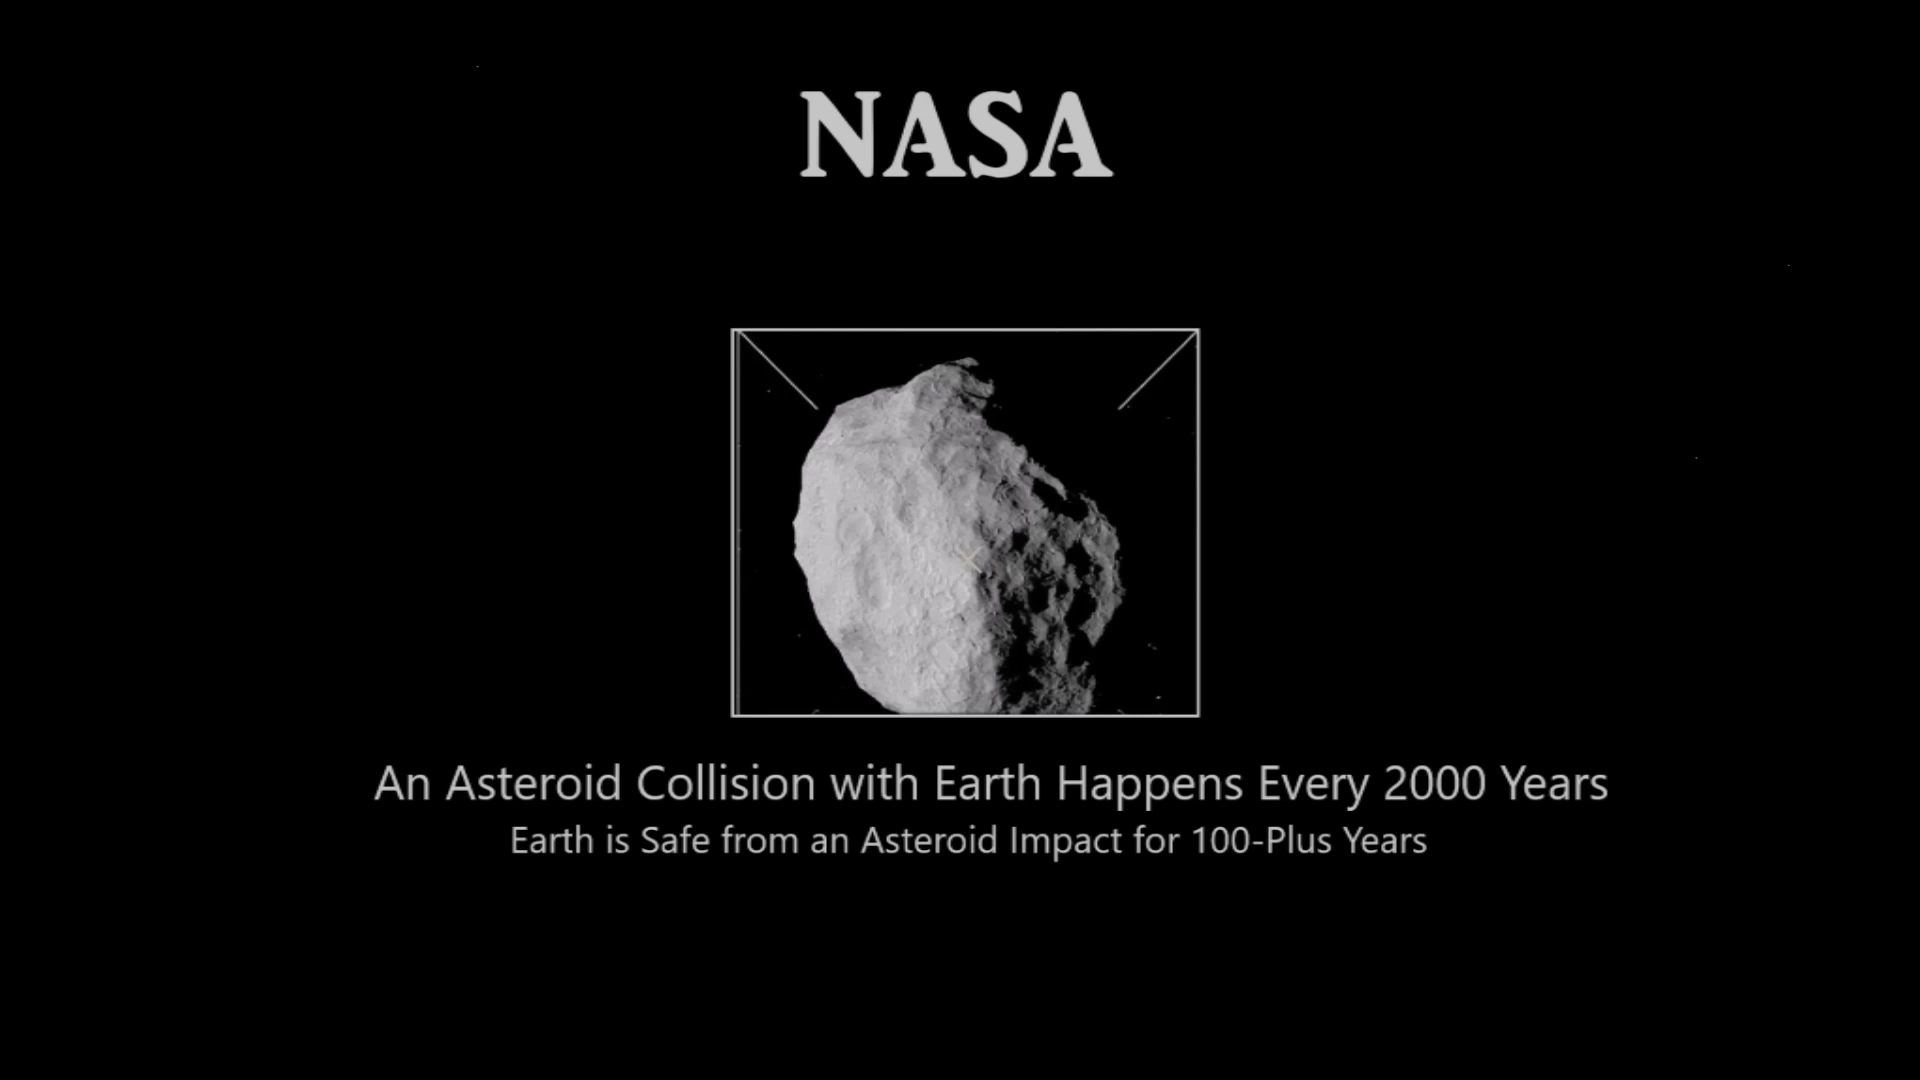 NASA
An Asteroid Collision with Earth Happens Every 2000 Years
Earth is Safe from an Asteroid Impact for 100-Plus Years